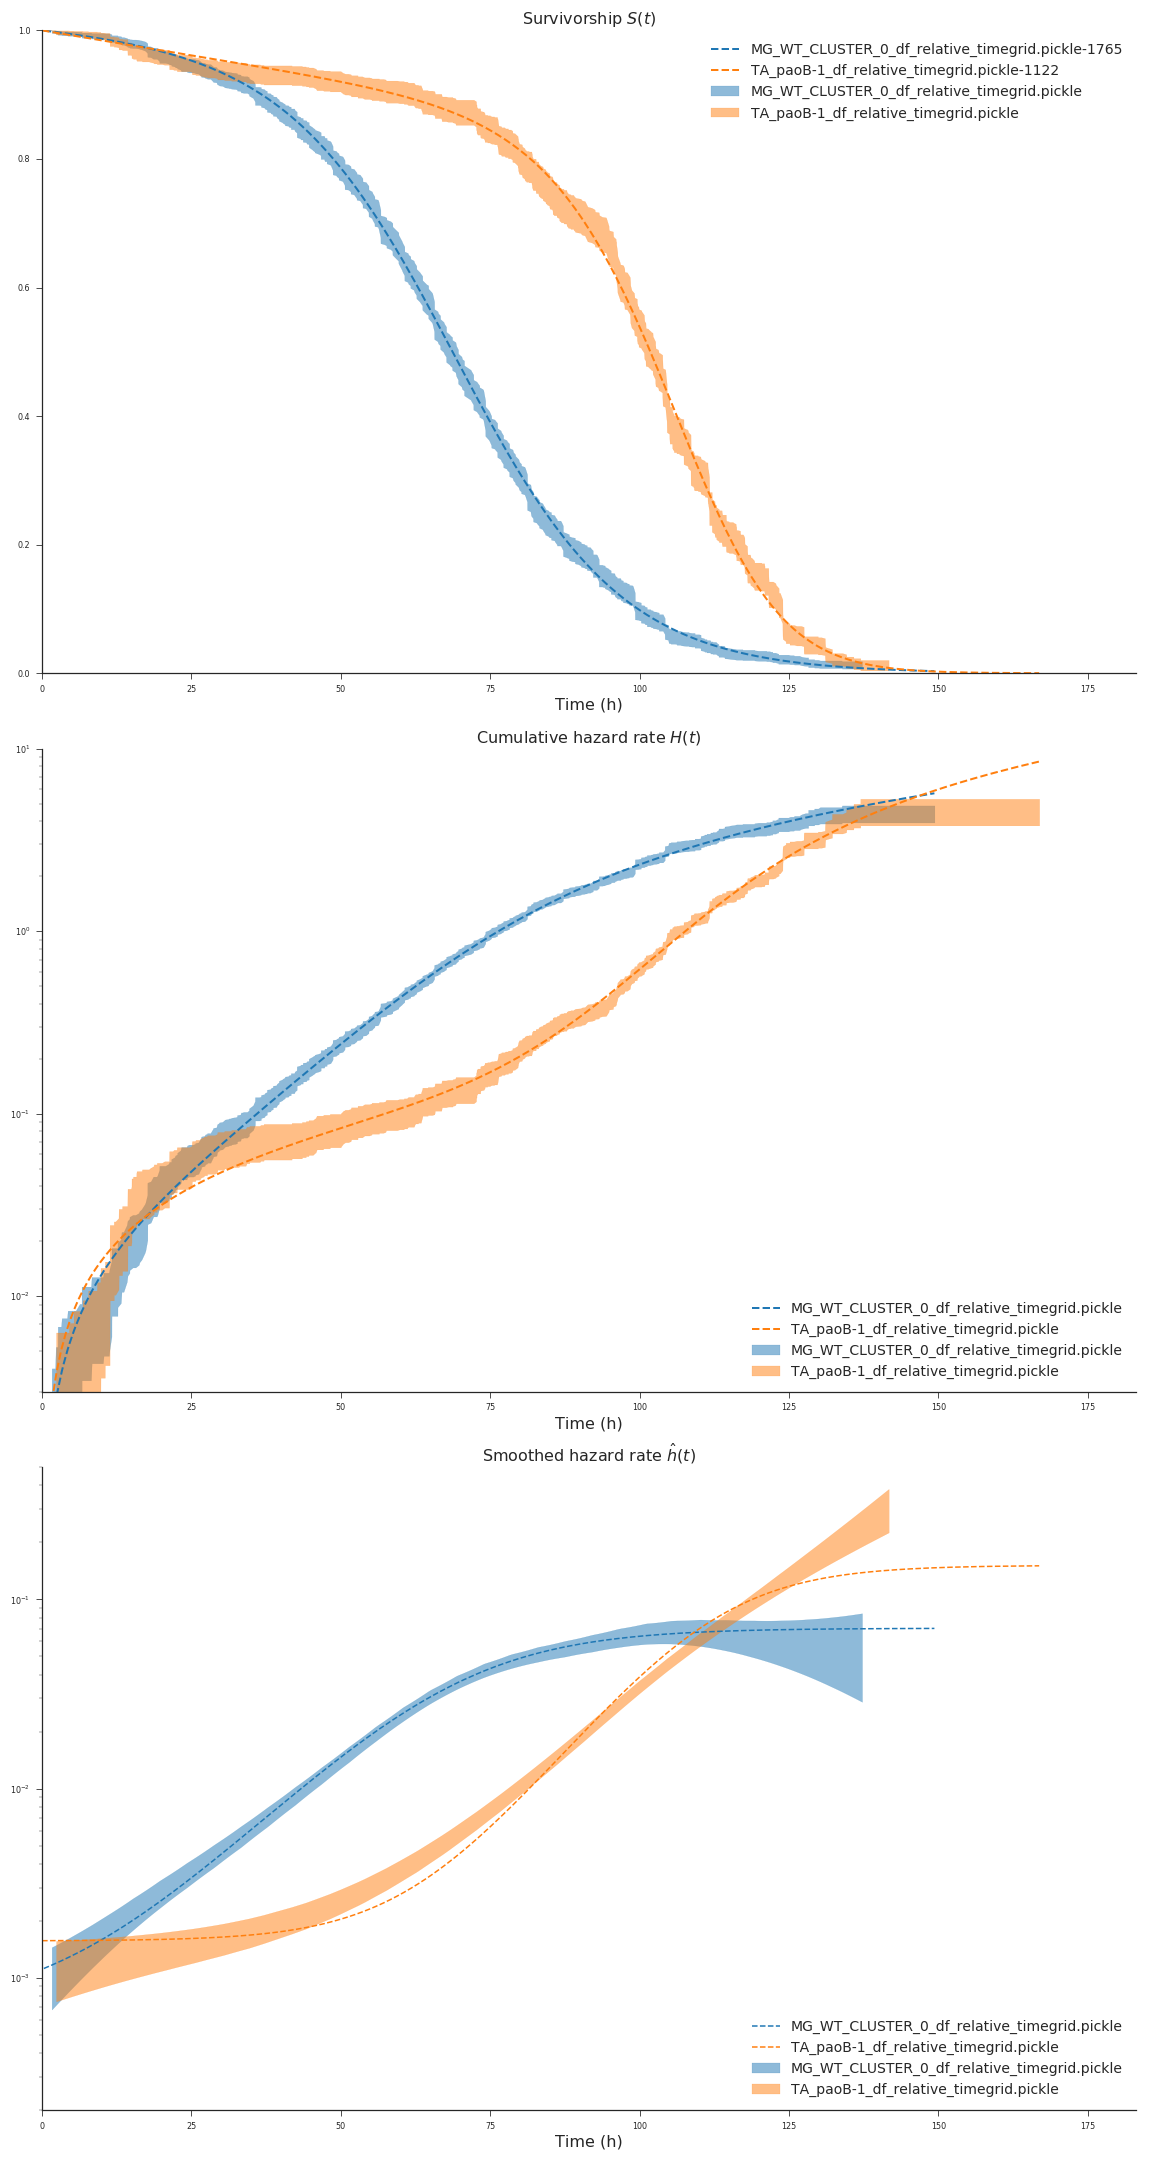 Survivorship S(t)
1.0
0.8
0.6
0.4
0.2
0.0
MG_WT_CLUSTER_0_df_relative_timegrid.pickle-1765
TA_paoB-1_df_relative_timegrid.pickle-1122
MG_WT_CLUSTER_0_df_relative_timegrid.pickle
TA_paoB-1_df_relative_timegrid.pickle
0 25 50 75 100 125 150 175
Time (h)
Cumulative hazard rate H(t)
10¹
10⁰
10⁻¹
10⁻²
MG_WT_CLUSTER_0_df_relative_timegrid.pickle
TA_paoB-1_df_relative_timegrid.pickle
MG_WT_CLUSTER_0_df_relative_timegrid.pickle
TA_paoB-1_df_relative_timegrid.pickle
0 25 50 75 100 125 150 175
Time (h)
Smoothed hazard rate ĥ(t)
10⁻¹
10⁻²
10⁻³
MG_WT_CLUSTER_0_df_relative_timegrid.pickle
TA_paoB-1_df_relative_timegrid.pickle
MG_WT_CLUSTER_0_df_relative_timegrid.pickle
TA_paoB-1_df_relative_timegrid.pickle
0 25 50 75 100 125 150 175
Time (h)